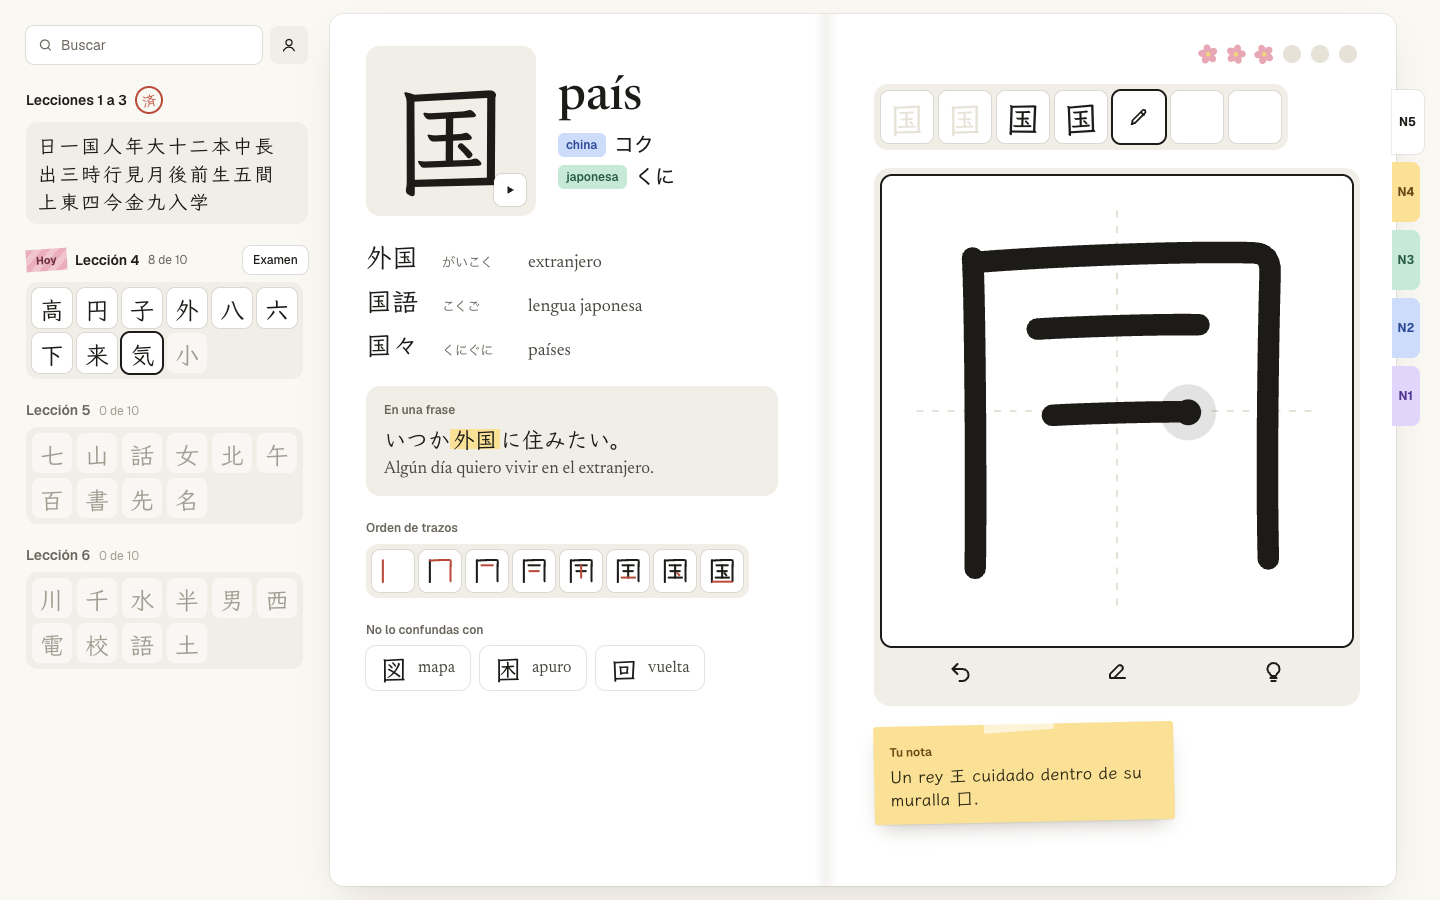 Buscar
Lecciones 1 a 3 済
日一国人年大十二本中長
出三時行見月後前生五間
上東四今金九入学
Hoy Lección 4 8 de 10 Examen
高 円 子 外 八 六
下 来 気 小
Lección 5 0 de 10
七 山 話 女 北 午
百 書 先 名
Lección 6 0 de 10
川 千 水 半 男 西
電 校 語 土
国
país
china コク
japonesa くに
外国 がいこく extranjero
国語 こくご lengua japonesa
国々 くにぐに países
En una frase
いつか外国に住みたい。
Algún día quiero vivir en el extranjero.
Orden de trazos
国
No lo confundas con
図 mapa 困 apuro 回 vuelta
国 国 国 国
Tu nota
Un rey 王 cuidado dentro de su
muralla 囗.
N5
N4
N3
N2
N1